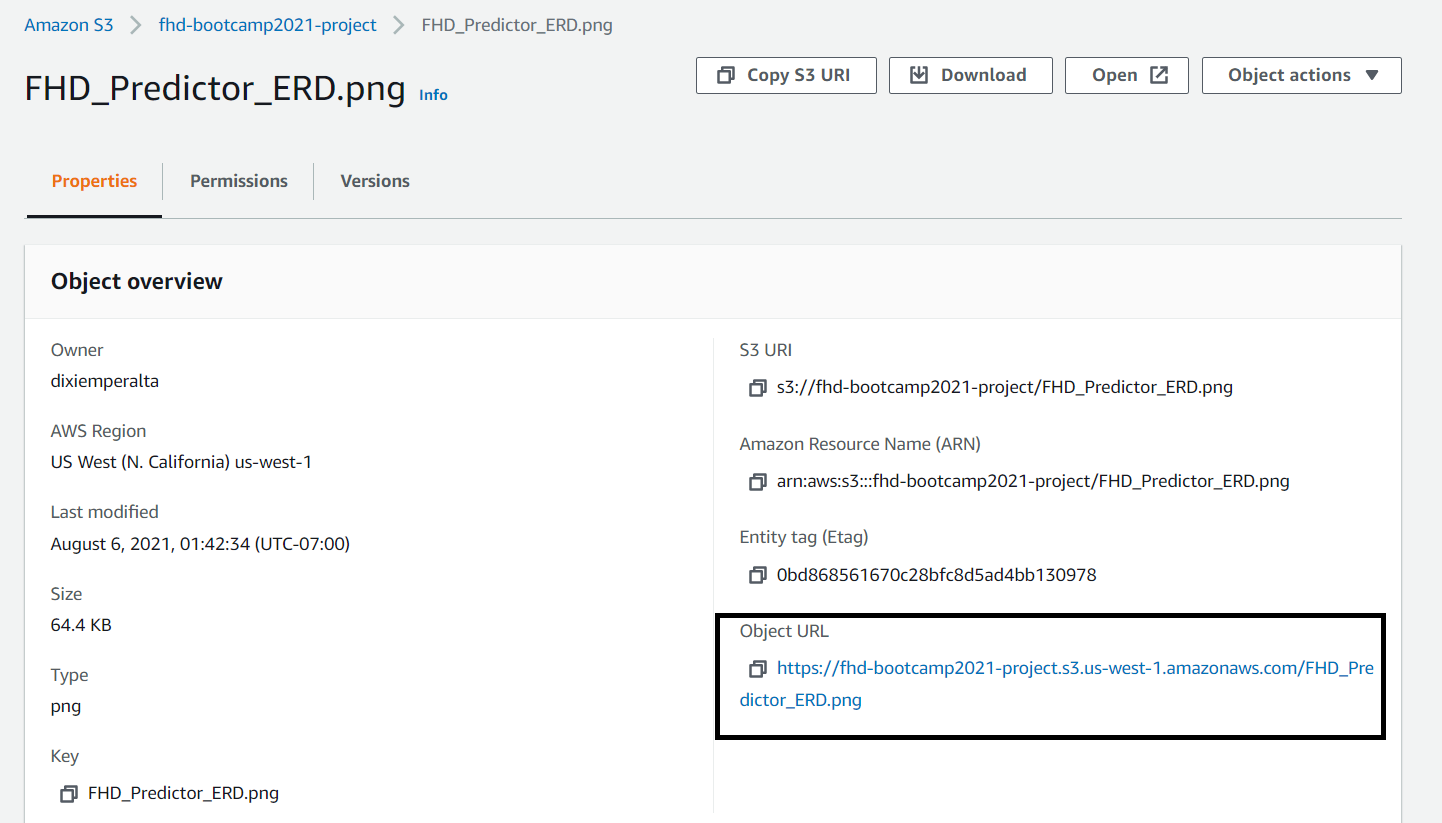 Amazon S3 > fhd-bootcamp2021-project > FHD_Predictor_ERD.png
FHD_Predictor_ERD.png Info
Copy S3 URI Download Open Object actions
Properties Permissions Versions
Object overview
Owner
dixiemperalta
AWS Region
US West (N. California) us-west-1
Last modified
August 6, 2021, 01:42:34 (UTC-07:00)
Size
64.4 KB
Type
png
Key
FHD_Predictor_ERD.png
S3 URI
s3://fhd-bootcamp2021-project/FHD_Predictor_ERD.png
Amazon Resource Name (ARN)
arn:aws:s3:::fhd-bootcamp2021-project/FHD_Predictor_ERD.png
Entity tag (Etag)
0bd868561670c28bfc8d5ad4bb130978
Object URL
https://fhd-bootcamp2021-project.s3.us-west-1.amazonaws.com/FHD_Pre
dictor_ERD.png